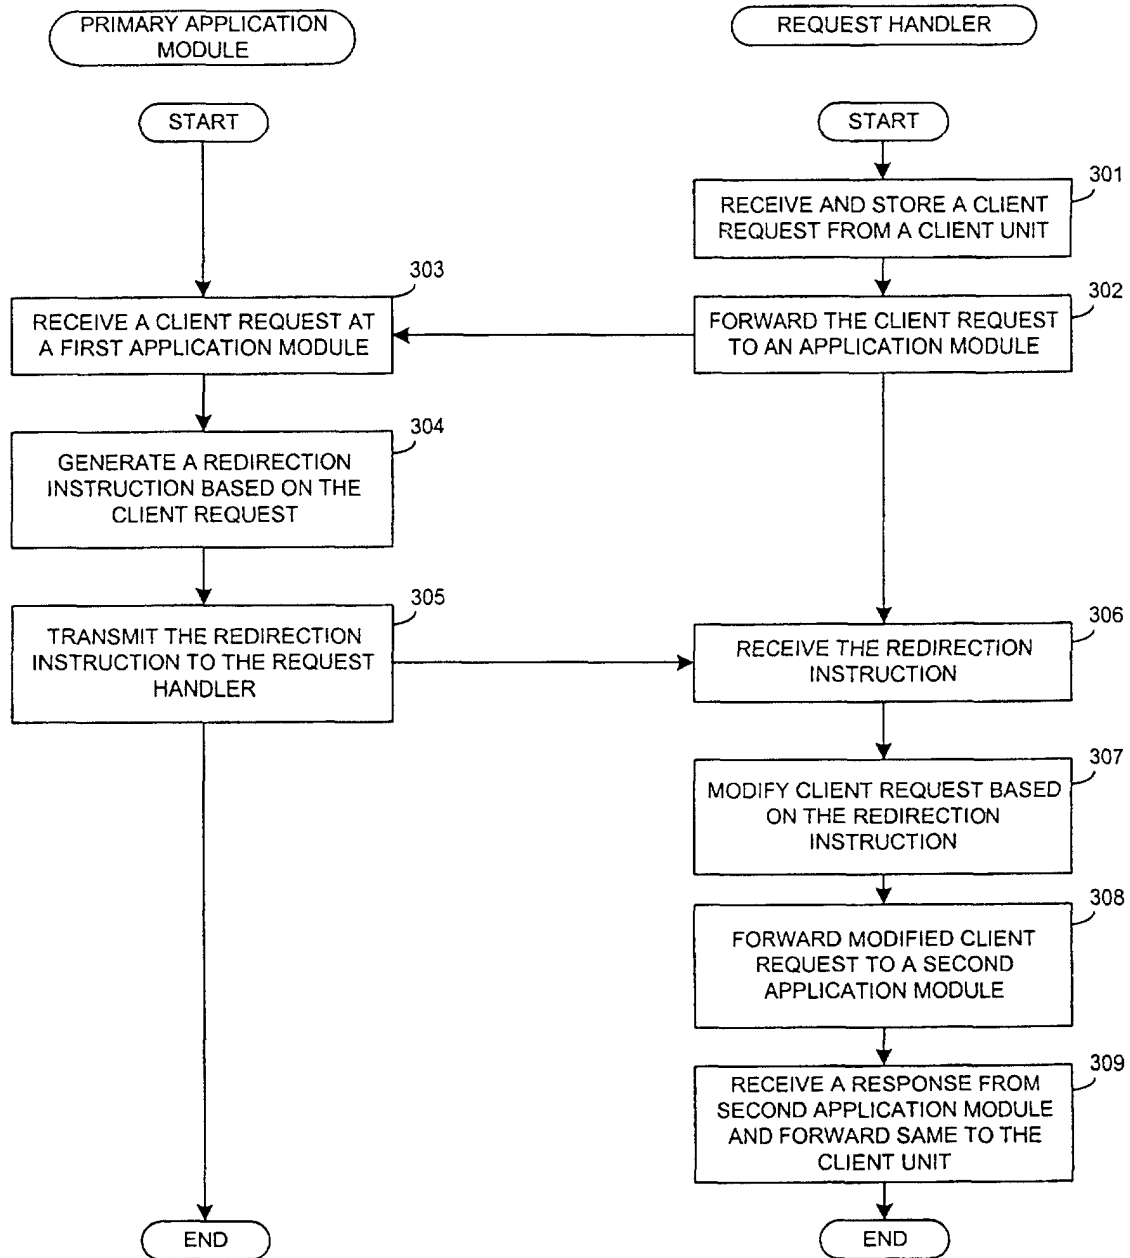 PRIMARY APPLICATION
MODULE
REQUEST HANDLER
START
START
301
RECEIVE AND STORE A CLIENT
REQUEST FROM A CLIENT UNIT
303
RECEIVE A CLIENT REQUEST AT
A FIRST APPLICATION MODULE
302
FORWARD THE CLIENT REQUEST
TO AN APPLICATION MODULE
304
GENERATE A REDIRECTION
INSTRUCTION BASED ON THE
CLIENT REQUEST
305
TRANSMIT THE REDIRECTION
INSTRUCTION TO THE REQUEST
HANDLER
306
RECEIVE THE REDIRECTION
INSTRUCTION
307
MODIFY CLIENT REQUEST BASED
ON THE REDIRECTION
INSTRUCTION
308
FORWARD MODIFIED CLIENT
REQUEST TO A SECOND
APPLICATION MODULE
309
RECEIVE A RESPONSE FROM
SECOND APPLICATION MODULE
AND FORWARD SAME TO THE
CLIENT UNIT
END
END